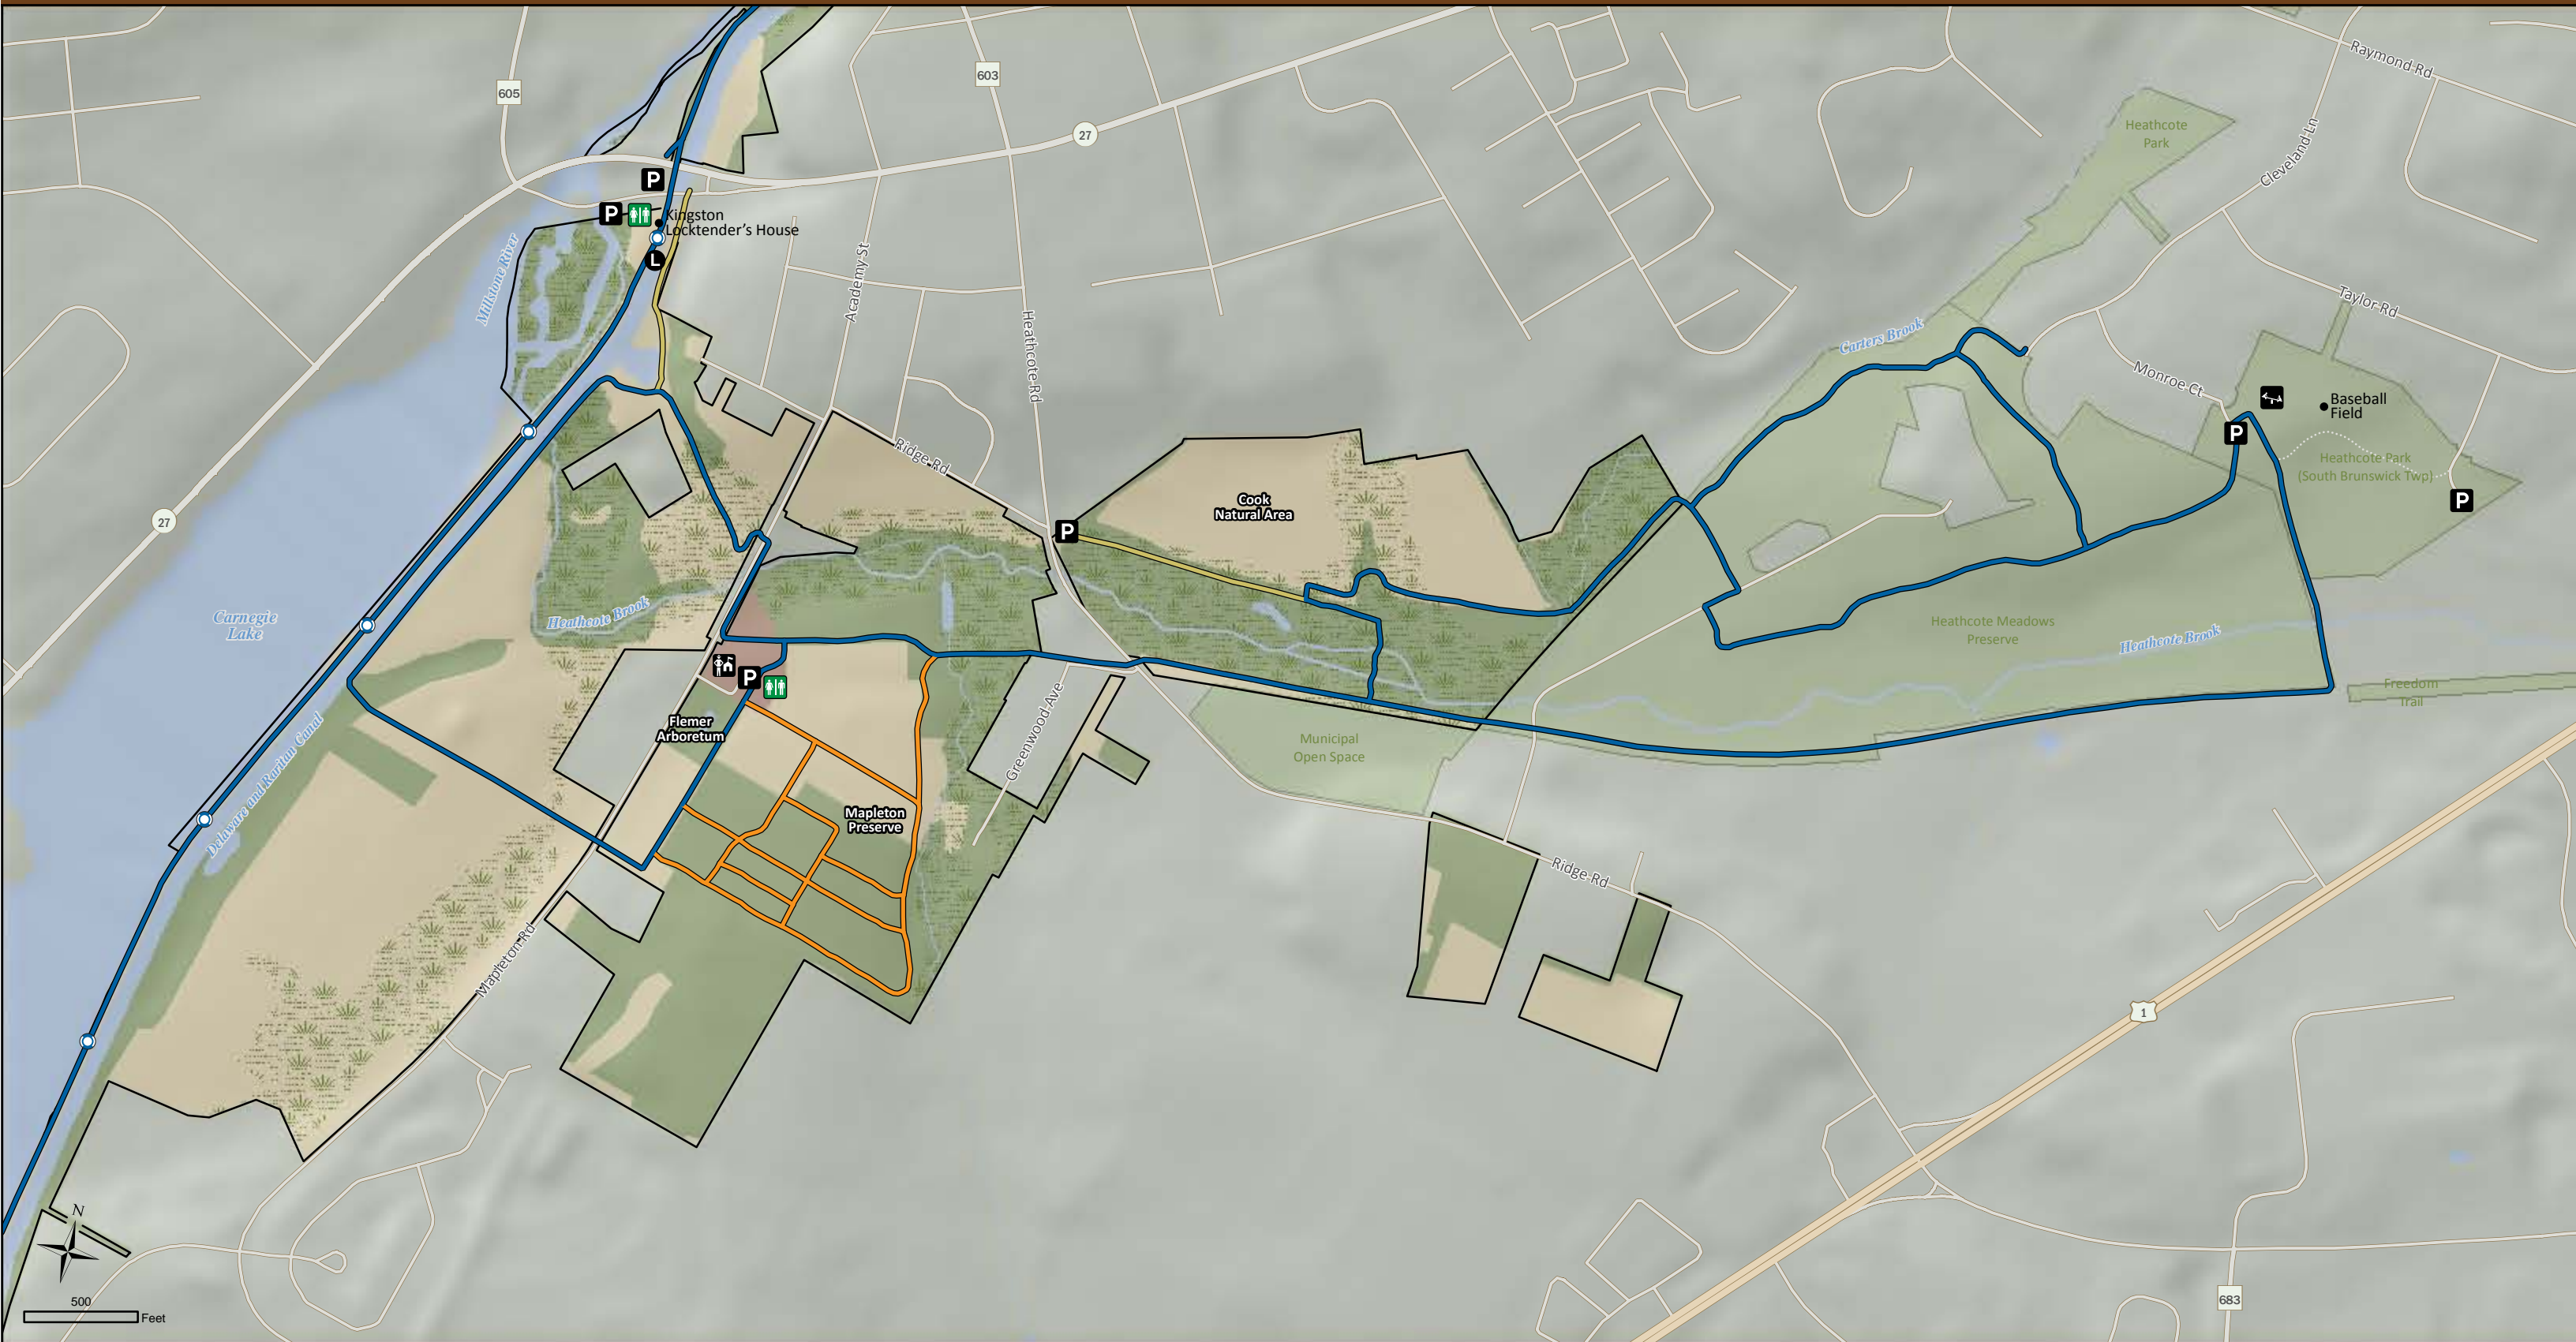 Raymond Rd
603
605
Heathcote
Park
27
Cleveland Ln
P
P
Kingston
Locktender's House
L
Millstone River
Academy St
Heathcote Rd
Taylor Rd
Carters Brook
Monroe Ct
Baseball
Field
P
Ridge Rd
Heathcote Park
(South Brunswick Twp)
P
Cook
Natural Area
27
P
Carnegie
Lake
Heathcote Brook
Heathcote Meadows
Preserve
Heathcote Brook
P
Freedom
Trail
Flemer
Arboretum
Greenwood Ave
Municipal
Open Space
Delaware and Raritan Canal
Mapleton
Preserve
Ridge Rd
Mapleton Rd
1
N
500
Feet
683